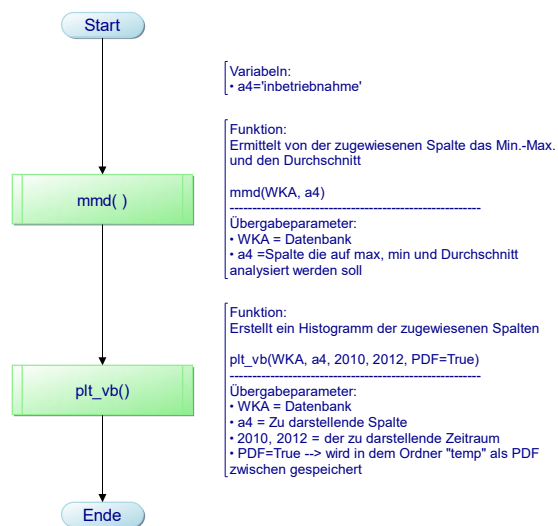 Start
Variabeln:
• a4='inbetriebnahme'
Funktion:
Ermittelt von der zugewiesenen Spalte das Min.-Max.
und den Durchschnitt
mmd(WKA, a4)
-------------------------------------------------------
Übergabeparameter:
• WKA = Datenbank
• a4 =Spalte die auf max, min und Durchschnitt
analysiert werden soll
mmd( )
Funktion:
Erstellt ein Histogramm der zugewiesenen Spalten
plt_vb(WKA, a4, 2010, 2012, PDF=True)
-------------------------------------------------------
Übergabeparameter:
• WKA = Datenbank
• a4 = Zu darstellende Spalte
• 2010, 2012 = der zu darstellende Zeitraum
• PDF=True --> wird in dem Ordner "temp" als PDF
zwischen gespeichert
plt_vb()
Ende